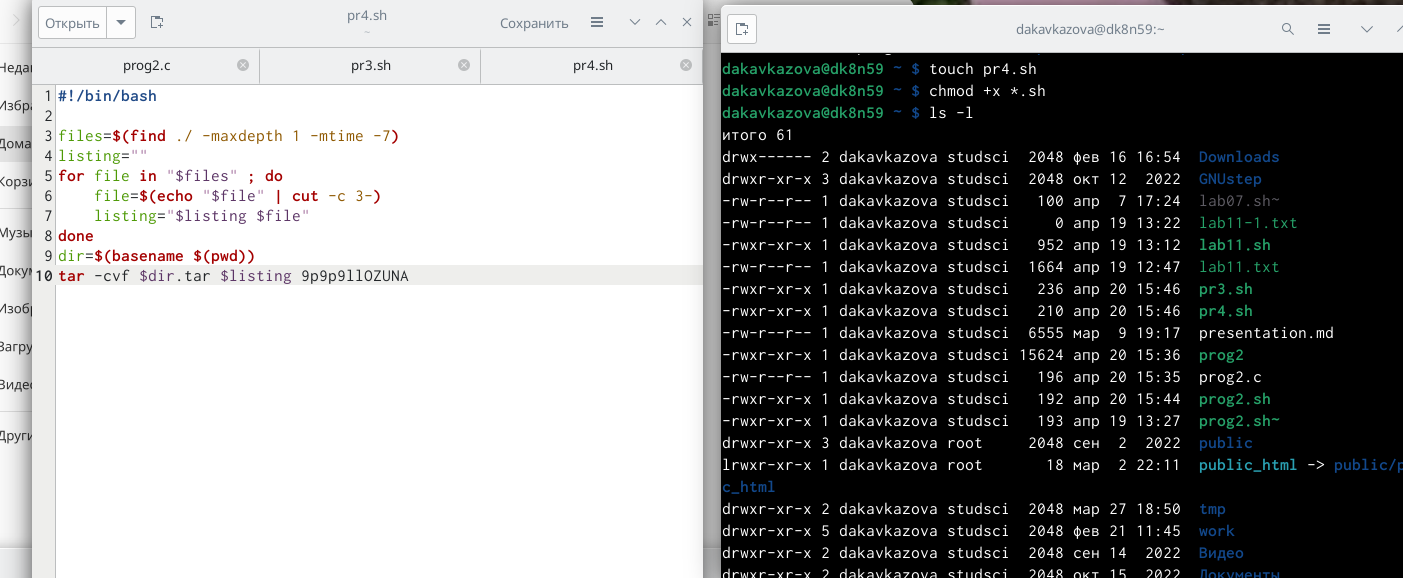 Открыть
pr4.sh
~
Сохранить
prog2.c
pr3.sh
pr4.sh
1 #!/bin/bash
2
3 files=$(find ./ -maxdepth 1 -mtime -7)
4 listing=""
5 for file in "$files" ; do
6     file=$(echo "$file" | cut -c 3-)
7     listing="$listing $file"
8 done
9 dir=$(basename $(pwd))
10 tar -cvf $dir.tar $listing 9p9p9llOZUNA
dakavkazova@dk8n59:~
dakavkazova@dk8n59 ~ $ touch pr4.sh
dakavkazova@dk8n59 ~ $ chmod +x *.sh
dakavkazova@dk8n59 ~ $ ls -l
итого 61
drwx------ 2 dakavkazova studsci  2048 фев 16 16:54  Downloads
drwxr-xr-x 3 dakavkazova studsci  2048 окт 12  2022  GNUstep
-rw-r--r-- 1 dakavkazova studsci   100 апр  7 17:24  lab07.sh~
-rw-r--r-- 1 dakavkazova studsci     0 апр 19 13:22  lab11-1.txt
-rwxr-xr-x 1 dakavkazova studsci   952 апр 19 13:12  lab11.sh
-rw-r--r-- 1 dakavkazova studsci  1664 апр 19 12:47  lab11.txt
-rwxr-xr-x 1 dakavkazova studsci   236 апр 20 15:46  pr3.sh
-rwxr-xr-x 1 dakavkazova studsci   210 апр 20 15:46  pr4.sh
-rw-r--r-- 1 dakavkazova studsci  6555 мар  9 19:17  presentation.md
-rwxr-xr-x 1 dakavkazova studsci 15624 апр 20 15:36  prog2
-rw-r--r-- 1 dakavkazova studsci   196 апр 20 15:35  prog2.c
-rwxr-xr-x 1 dakavkazova studsci   192 апр 20 15:44  prog2.sh
-rwxr-xr-x 1 dakavkazova studsci   193 апр 19 13:27  prog2.sh~
drwxr-xr-x 3 dakavkazova root     2048 сен  2  2022  public
lrwxr-xr-x 1 dakavkazova root       18 мар  2 22:11  public_html -> public/p
c_html
drwxr-xr-x 2 dakavkazova studsci  2048 мар 27 18:50  tmp
drwxr-xr-x 5 dakavkazova studsci  2048 фев 21 11:45  work
drwxr-xr-x 2 dakavkazova studsci  2048 сен 14  2022  Видео
drwxr-xr-x 2 dakavkazova studsci  2048 окт 15  2022  Документы